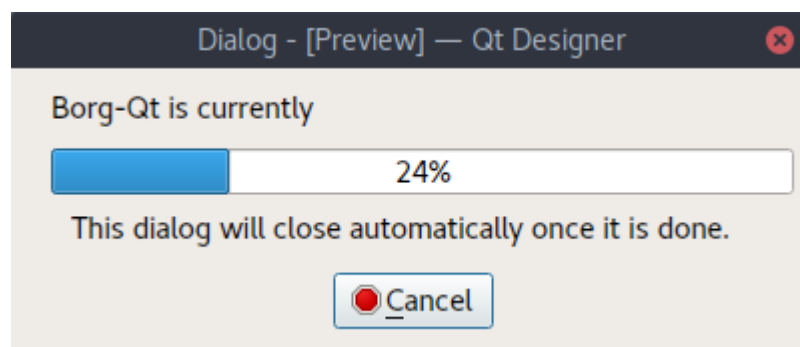 Dialog - [Preview] — Qt Designer
Borg-Qt is currently
24%
This dialog will close automatically once it is done.
Cancel